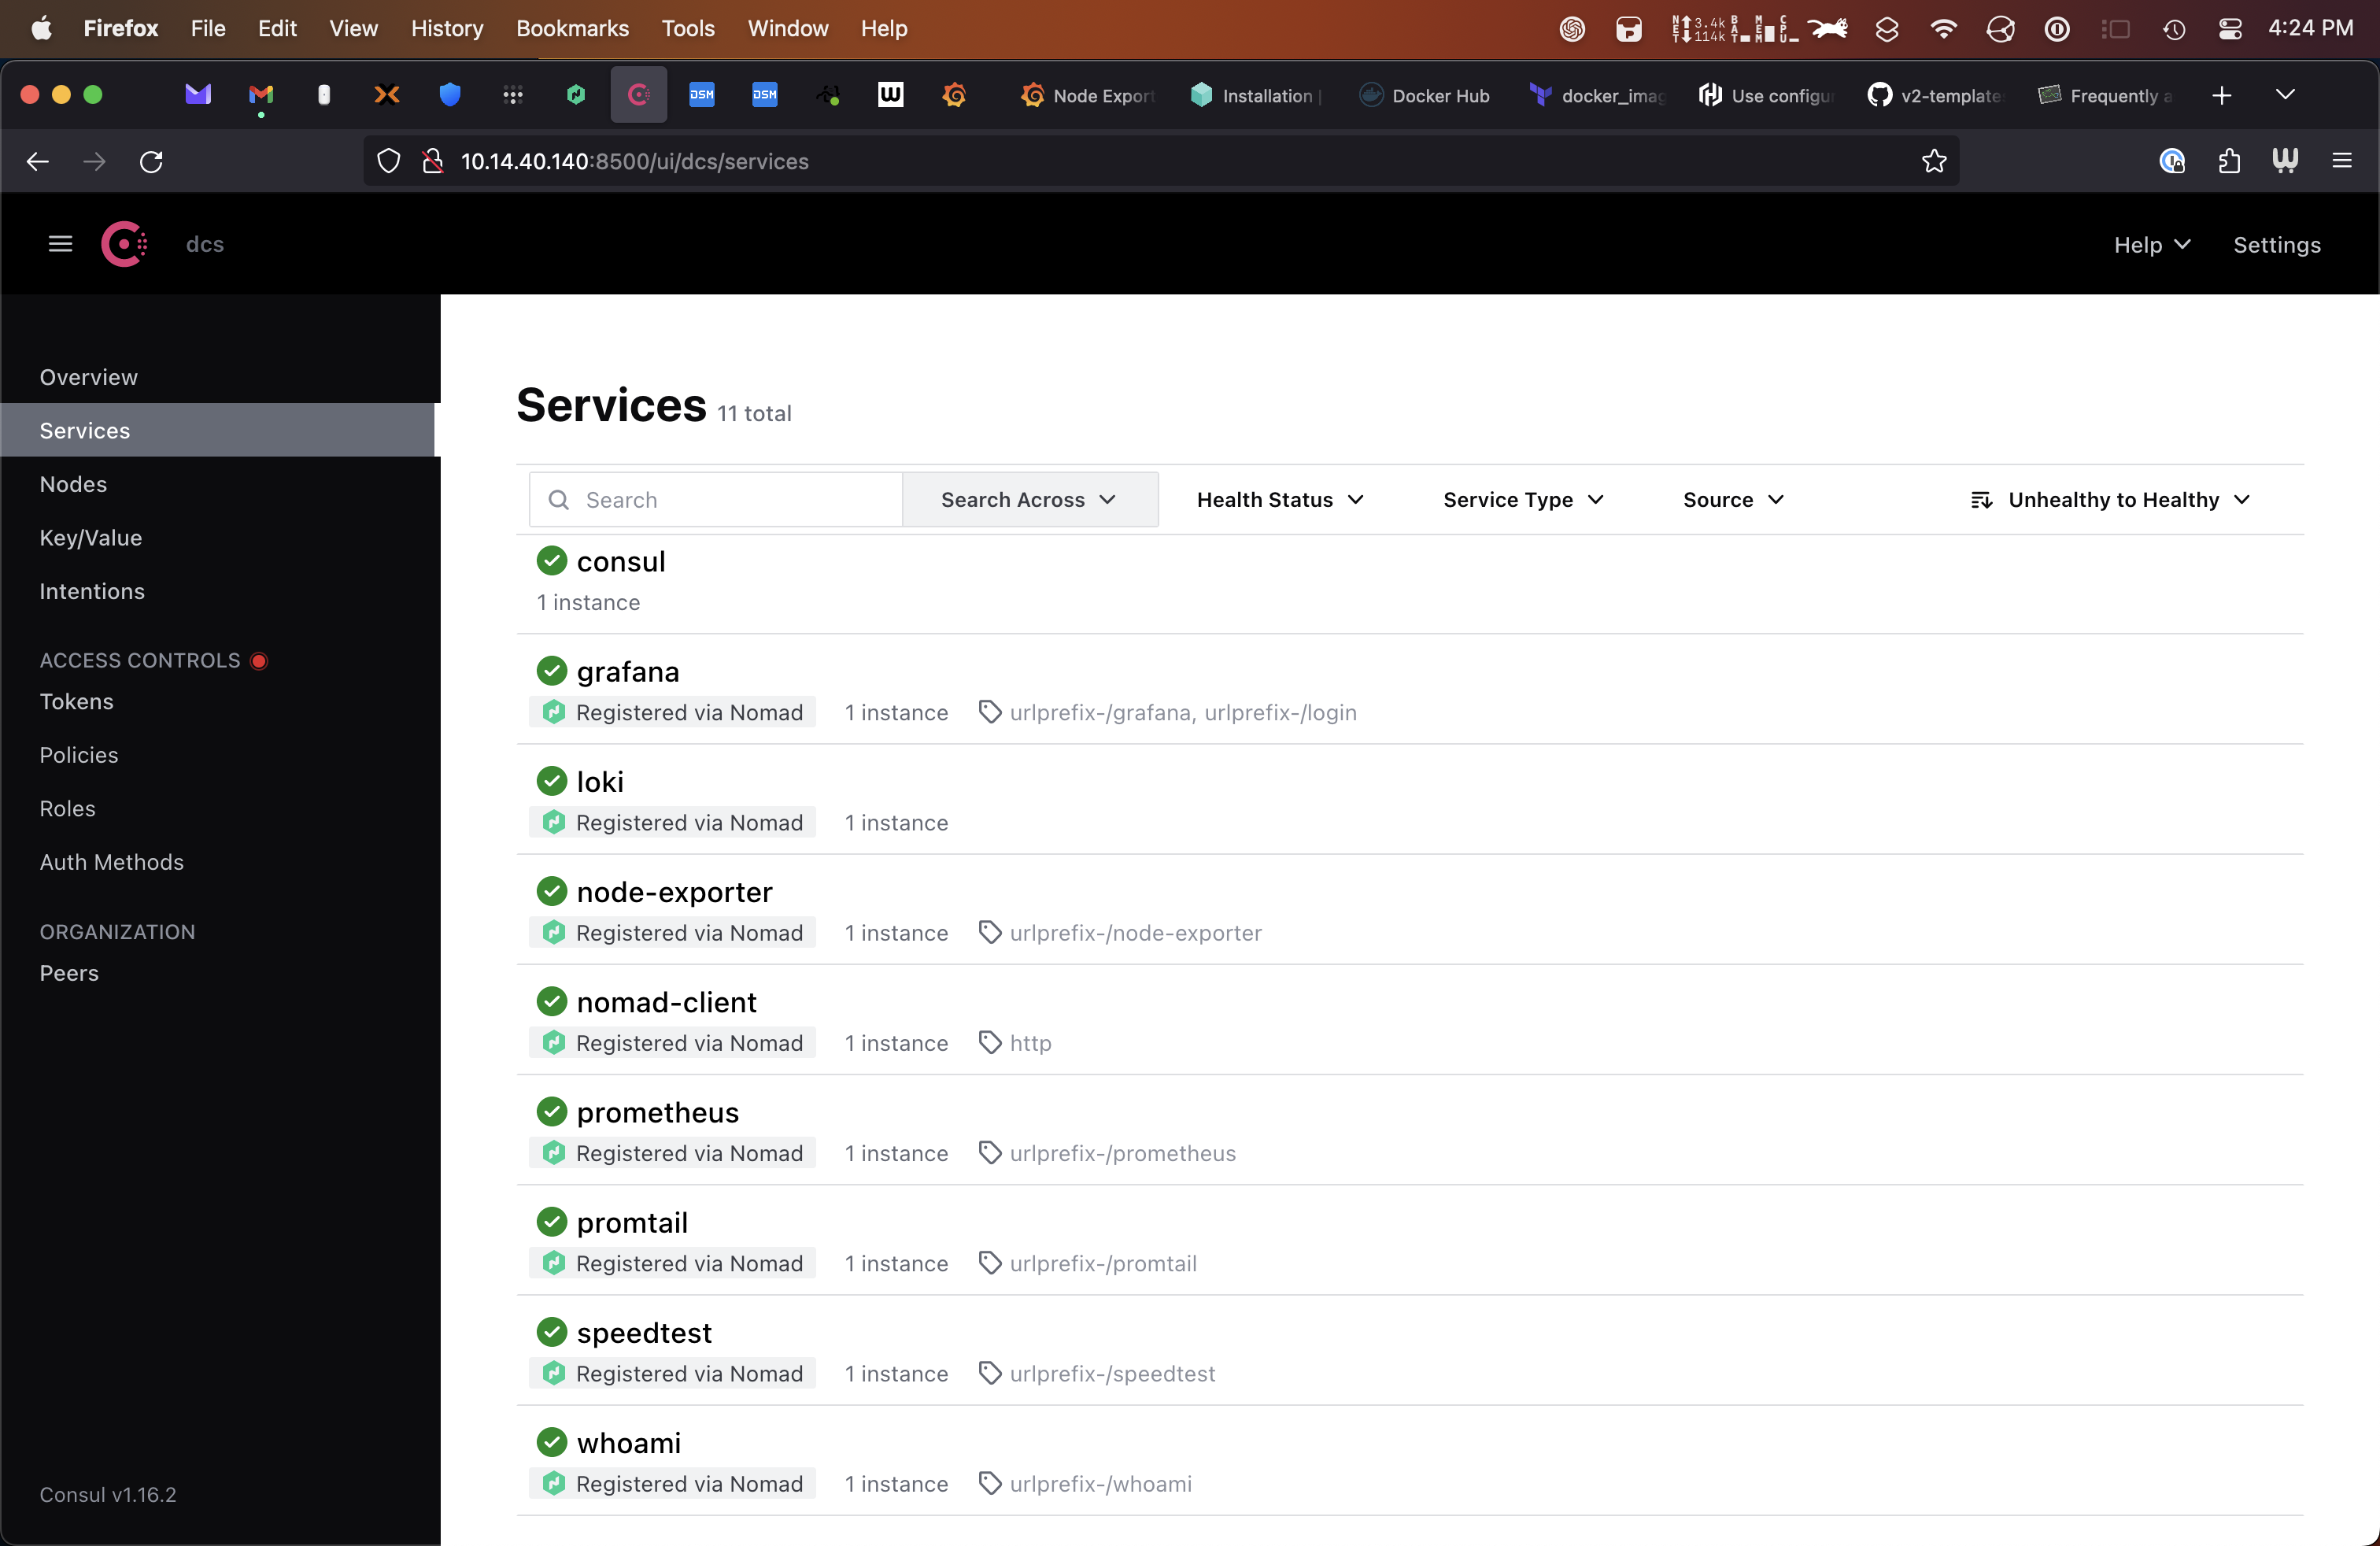 Firefox File Edit View History Bookmarks Tools Window Help 4:24 PM
Node Export Installation | Docker Hub docker_imag Use configur v2-template Frequently a
10.14.40.140:8500/ui/dcs/services
dcs Help Settings
Overview
Services
Nodes
Key/Value
Intentions
ACCESS CONTROLS
Tokens
Policies
Roles
Auth Methods
ORGANIZATION
Peers
Consul v1.16.2
Services 11 total
Search Search Across Health Status Service Type Source Unhealthy to Healthy
consul
1 instance
grafana
Registered via Nomad 1 instance urlprefix-/grafana, urlprefix-/login
loki
Registered via Nomad 1 instance
node-exporter
Registered via Nomad 1 instance urlprefix-/node-exporter
nomad-client
Registered via Nomad 1 instance http
prometheus
Registered via Nomad 1 instance urlprefix-/prometheus
promtail
Registered via Nomad 1 instance urlprefix-/promtail
speedtest
Registered via Nomad 1 instance urlprefix-/speedtest
whoami
Registered via Nomad 1 instance urlprefix-/whoami